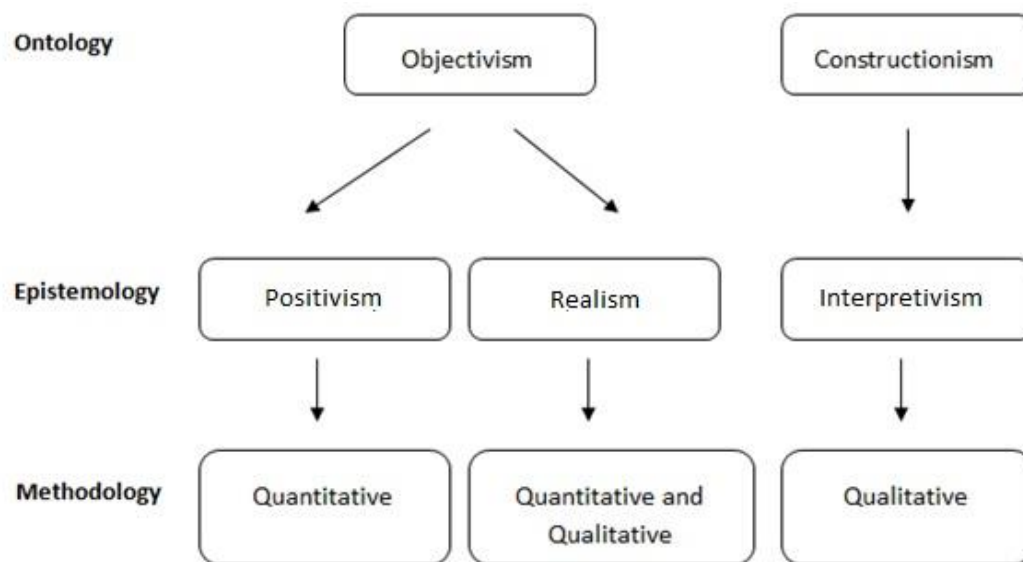 Ontology
Objectivism
Constructionism
Epistemology
Positivism
Realism
Interpretivism
Methodology
Quantitative
Quantitative and
Qualitative
Qualitative